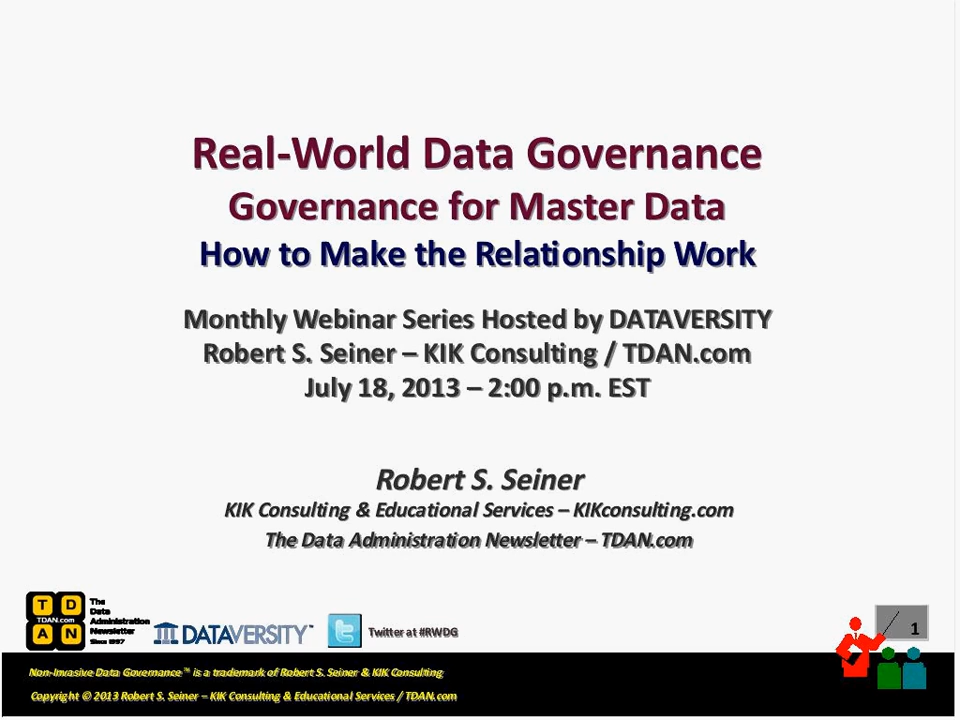 Real-World Data Governance
Governance for Master Data
How to Make the Relationship Work
Monthly Webinar Series Hosted by DATAVERSITY
Robert S. Seiner – KIK Consulting / TDAN.com
July 18, 2013 – 2:00 p.m. EST
Robert S. Seiner
KIK Consulting & Educational Services – KIKconsulting.com
The Data Administration Newsletter – TDAN.com
T D
TDAN.com
A N
The
Data
Administration
Newsletter
Since 1997
DATAVERSITY™
Twitter at #RWDG
1
Non-Invasive Data Governance™ is a trademark of Robert S. Seiner & KIK Consulting
Copyright © 2013 Robert S. Seiner – KIK Consulting & Educational Services / TDAN.com